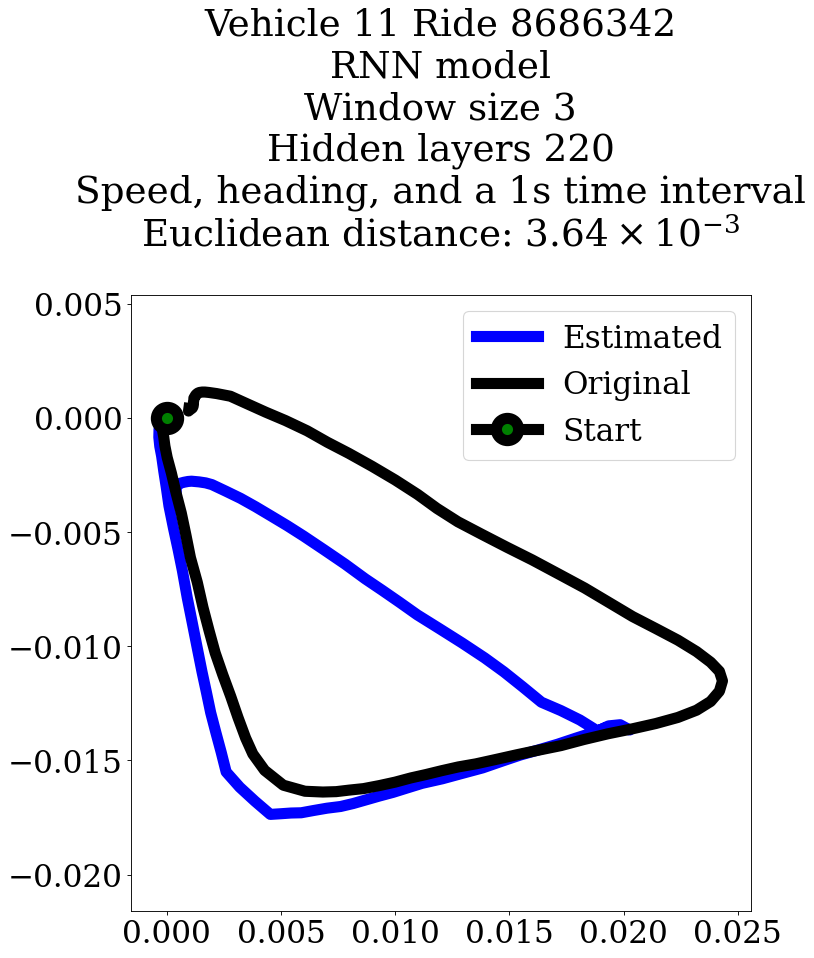 Vehicle 11 Ride 8686342
RNN model
Window size 3
Hidden layers 220
Speed, heading, and a 1s time interval
Euclidean distance: 3.64 × 10⁻³
0.005
0.000
−0.005
−0.010
−0.015
−0.020
Estimated
Original
Start
0.000 0.005 0.010 0.015 0.020 0.025